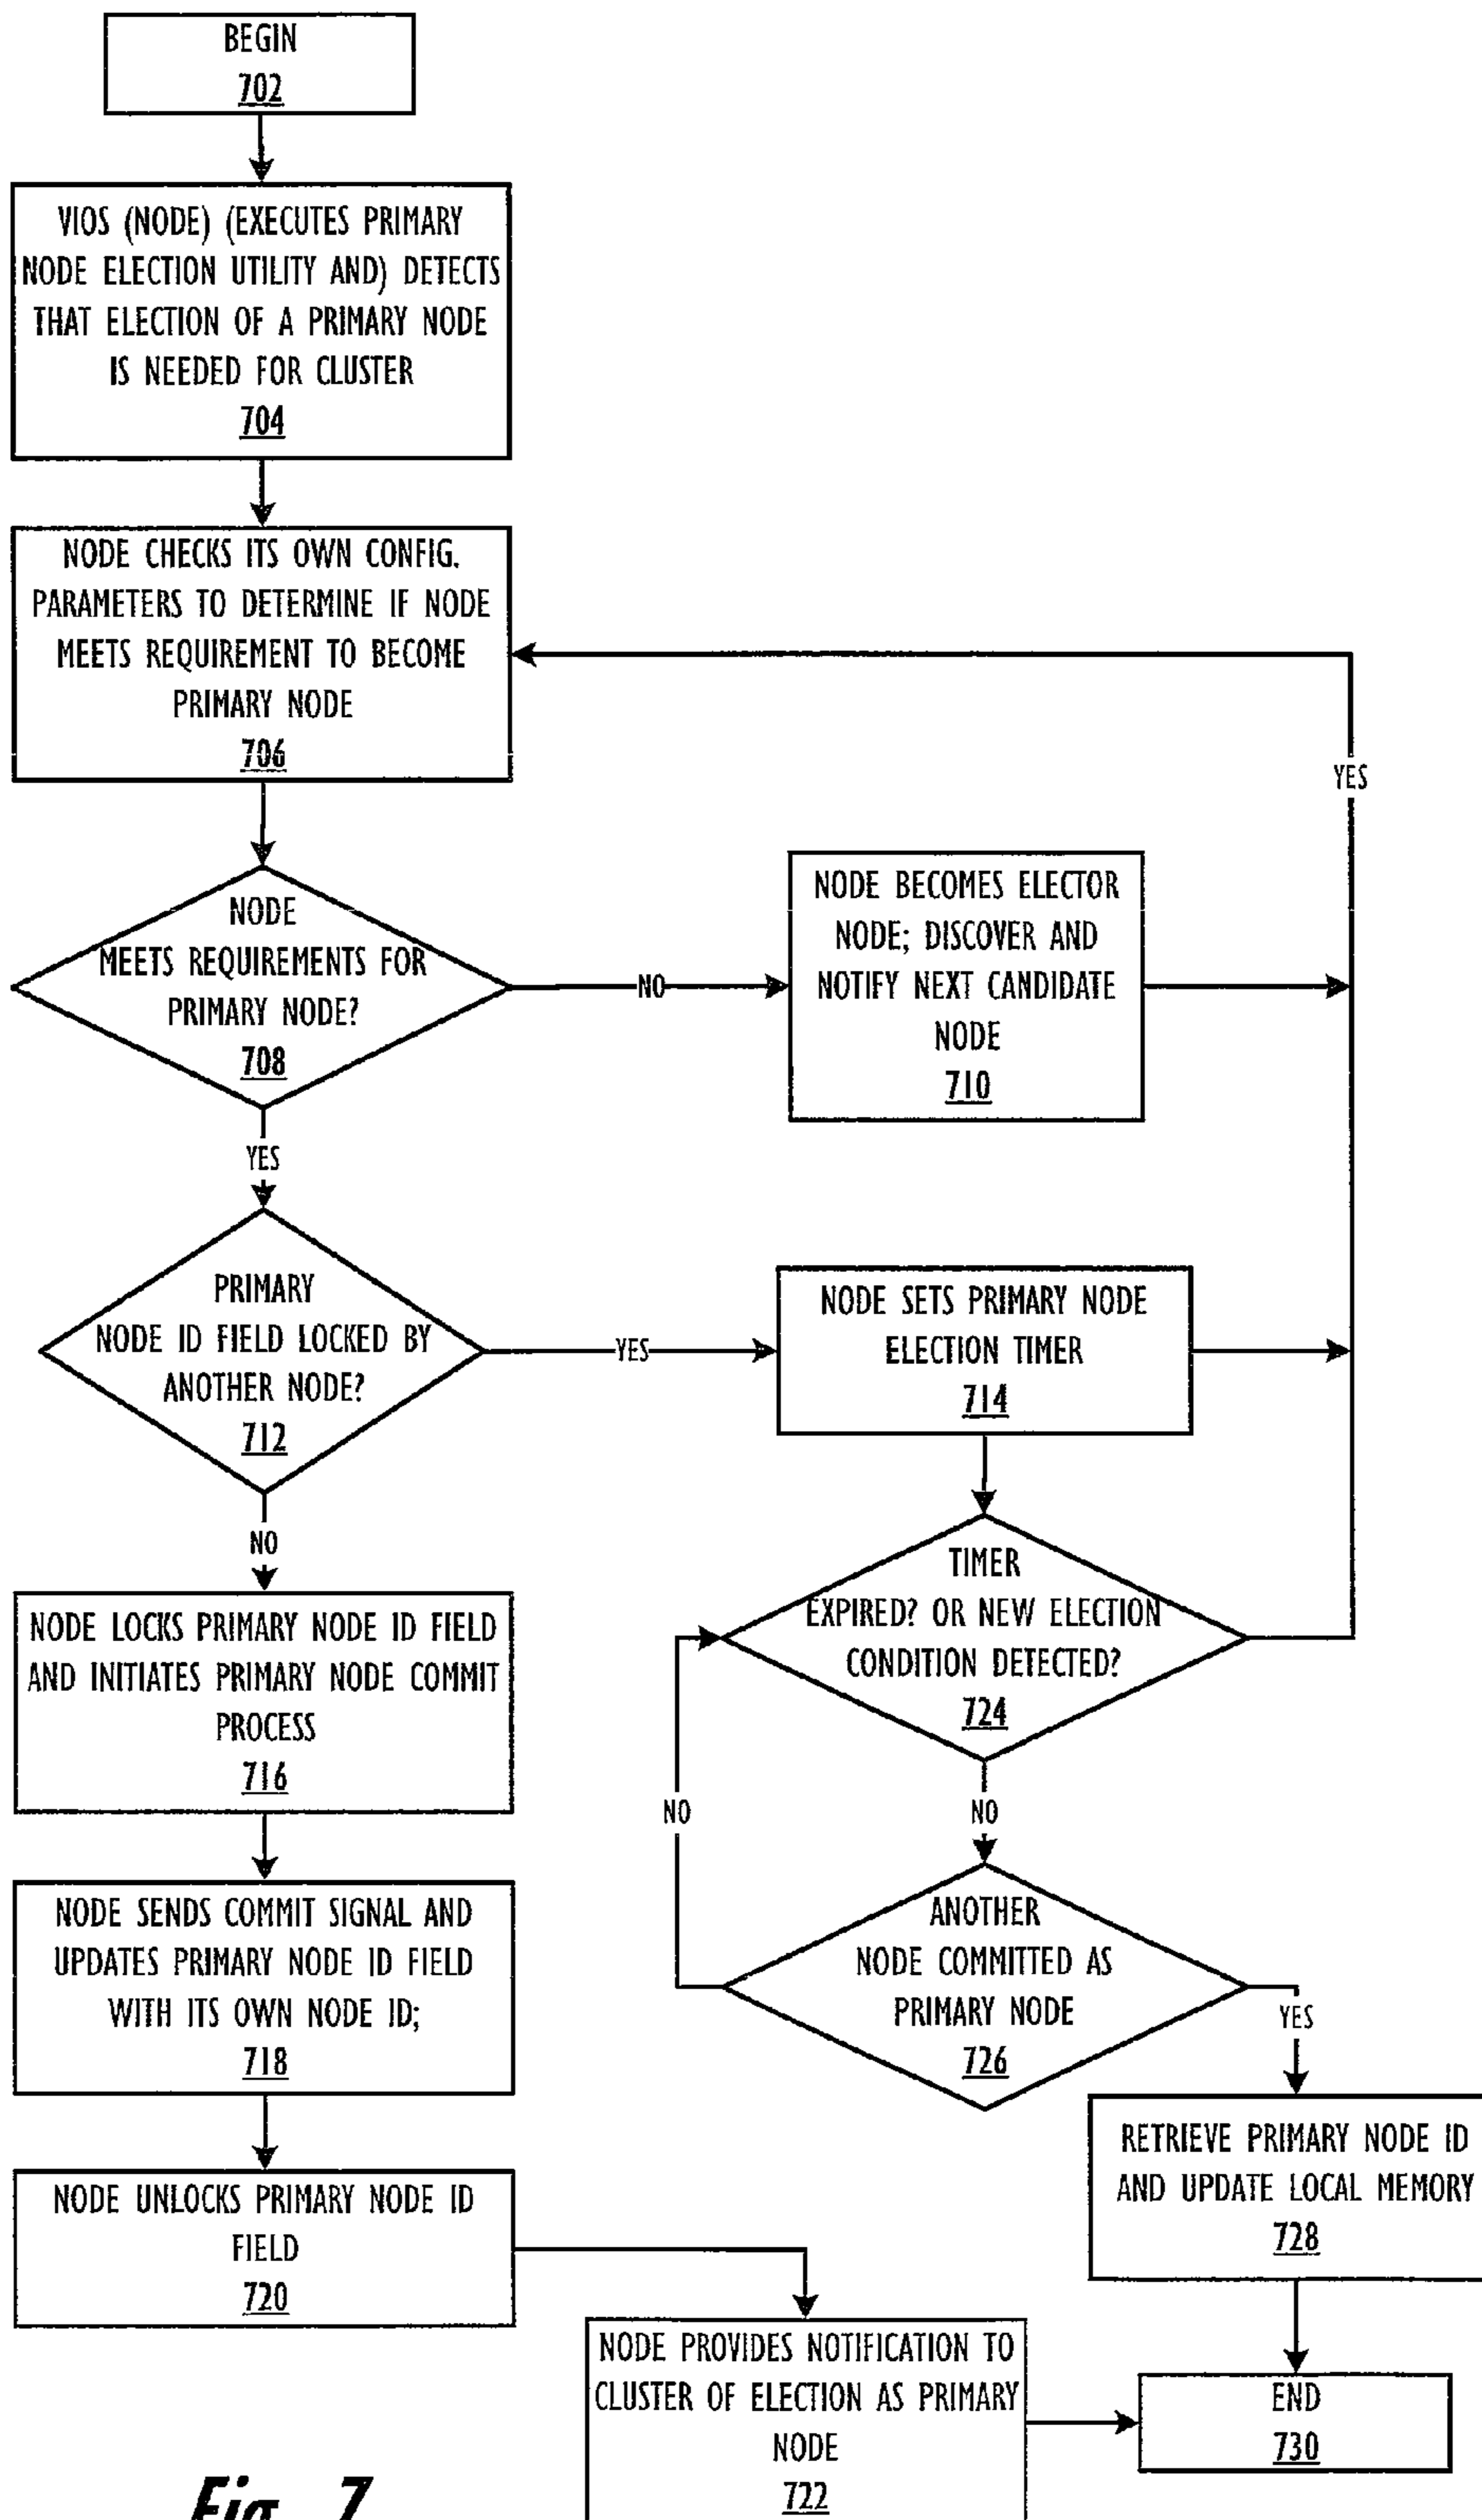 BEGIN
702
VIOS (NODE) (EXECUTES PRIMARY
NODE ELECTION UTILITY AND) DETECTS
THAT ELECTION OF A PRIMARY NODE
IS NEEDED FOR CLUSTER
704
NODE CHECKS ITS OWN CONFIG.
PARAMETERS TO DETERMINE IF NODE
MEETS REQUIREMENT TO BECOME
PRIMARY NODE
706
YES
NODE
MEETS REQUIREMENTS FOR
PRIMARY NODE?
708
NO
NODE BECOMES ELECTOR
NODE; DISCOVER AND
NOTIFY NEXT CANDIDATE
NODE
710
YES
PRIMARY
NODE ID FIELD LOCKED BY
ANOTHER NODE?
712
YES
NODE SETS PRIMARY NODE
ELECTION TIMER
714
NO
TIMER
EXPIRED? OR NEW ELECTION
CONDITION DETECTED?
724
NODE LOCKS PRIMARY NODE ID FIELD
AND INITIATES PRIMARY NODE COMMIT
PROCESS
716
NO
NO
NODE SENDS COMMIT SIGNAL AND
UPDATES PRIMARY NODE ID FIELD
WITH ITS OWN NODE ID;
718
ANOTHER
NODE COMMITTED AS
PRIMARY NODE
726
YES
RETRIEVE PRIMARY NODE ID
AND UPDATE LOCAL MEMORY
728
NODE UNLOCKS PRIMARY NODE ID
FIELD
720
NODE PROVIDES NOTIFICATION TO
CLUSTER OF ELECTION AS PRIMARY
NODE
722
END
730
Fig. 7